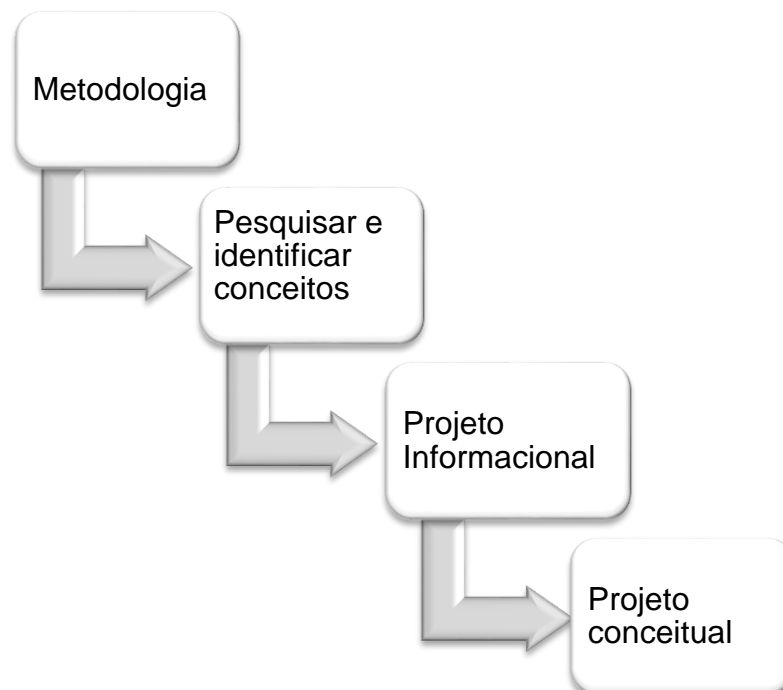 Metodologia
Pesquisar e
identificar
conceitos
Projeto
Informacional
Projeto
conceitual